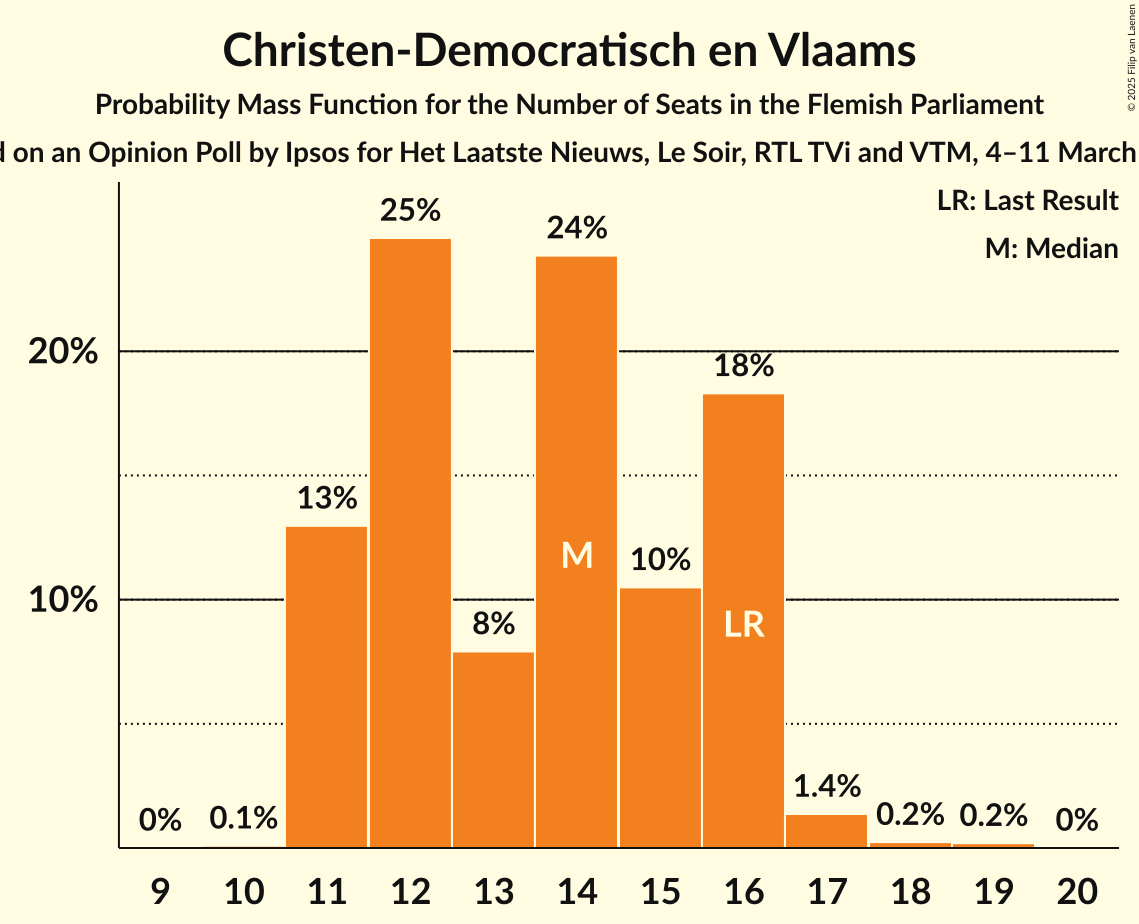 Christen-Democratisch en Vlaams
Probability Mass Function for the Number of Seats in the Flemish Parliament
on an Opinion Poll by Ipsos for Het Laatste Nieuws, Le Soir, RTL TVi and VTM, 4–11 March
© 2025 Filip van Laenen
LR: Last Result
M: Median
25%
24%
20%
18%
13%
M
10%
10%
8%
LR
0%
0.1%
1.4%
0.2%
0.2%
0%
9 10 11 12 13 14 15 16 17 18 19 20